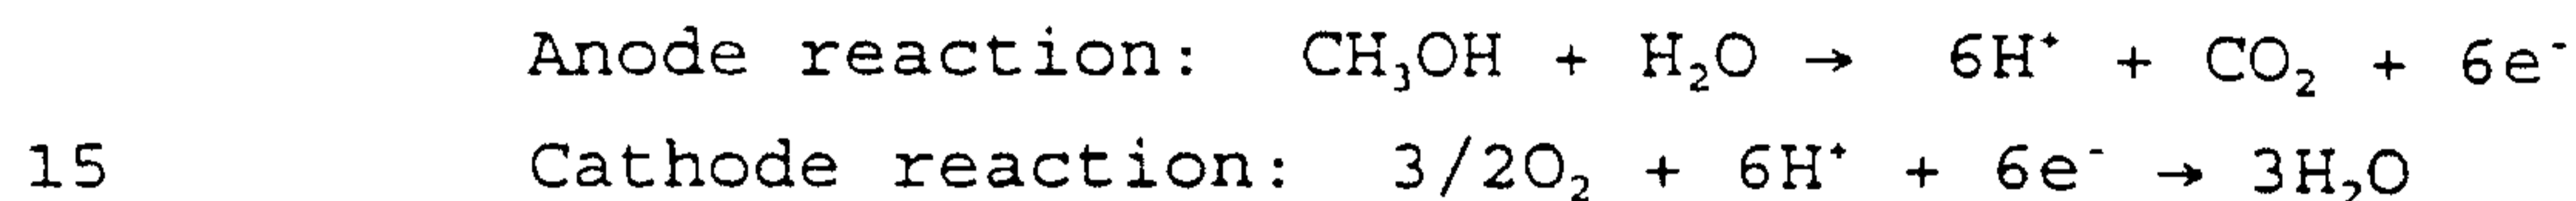 Anode reaction: CH₃OH + H₂O → 6H⁺ + CO₂ + 6e⁻
15 Cathode reaction: 3/2O₂ + 6H⁺ + 6e⁻ → 3H₂O